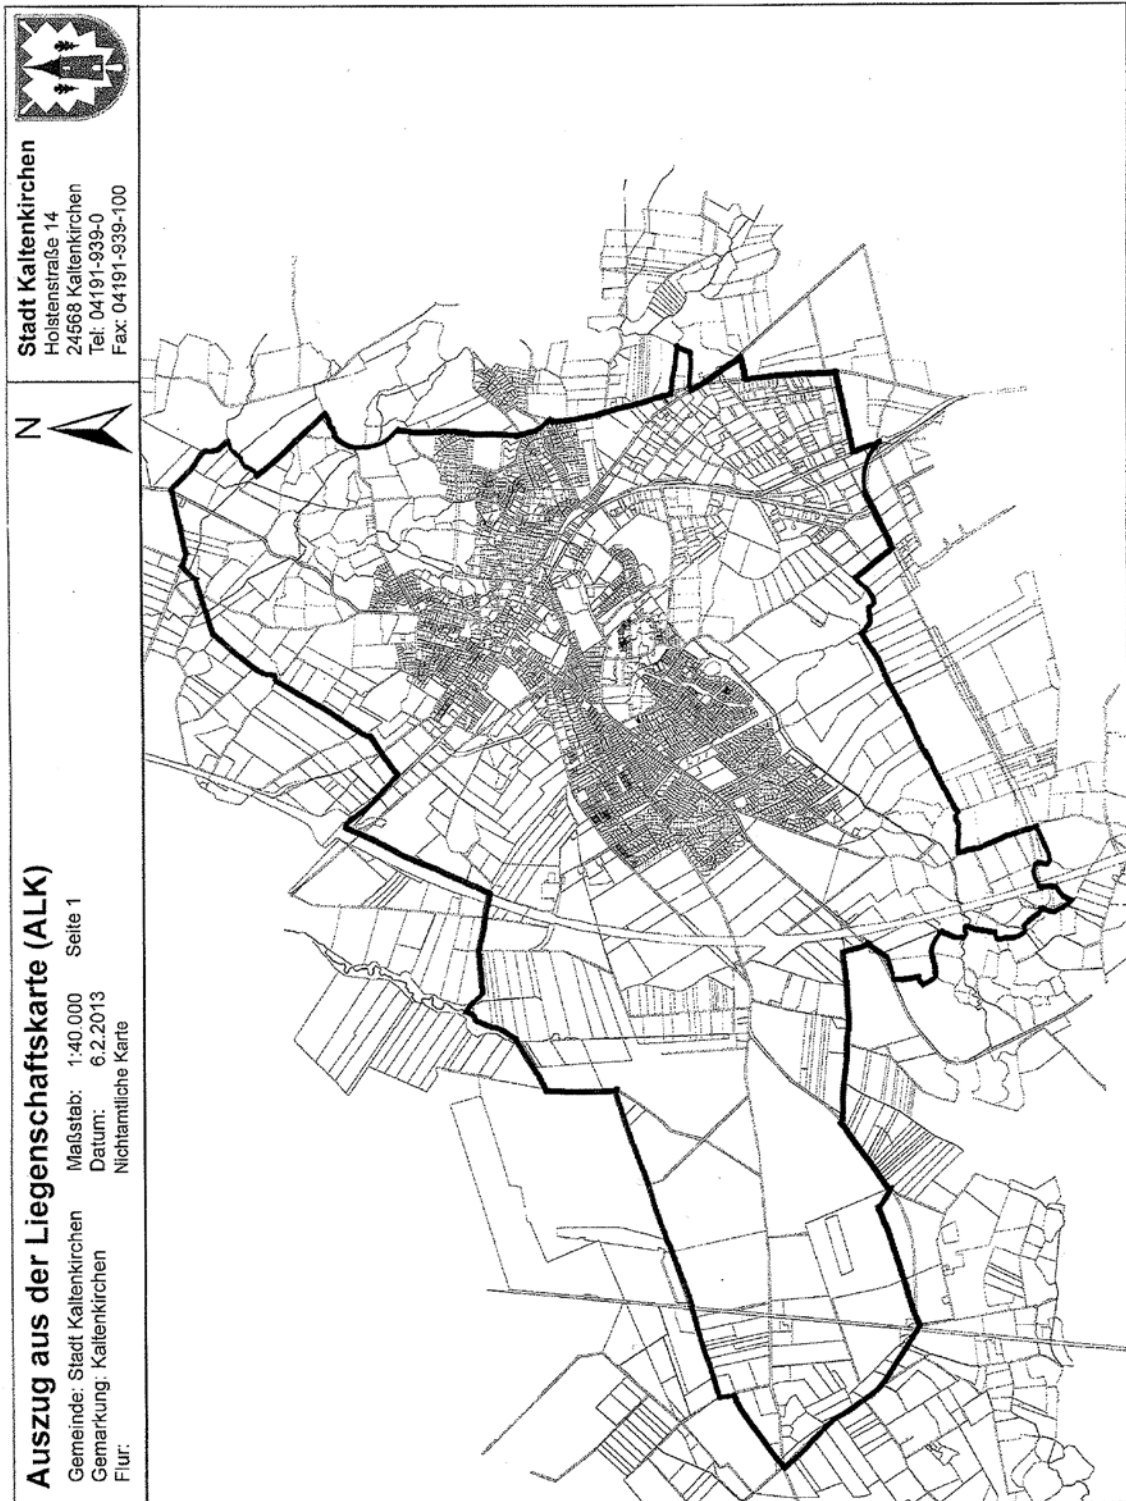 Auszug aus der Liegenschaftskarte (ALK)
Gemeinde: Stadt Kaltenkirchen
Gemarkung: Kaltenkirchen
Flur:
Maßstab: 1:40.000 Seite 1
Datum: 6.2.2013
Nichtamtliche Karte
N
Stadt Kaltenkirchen
Holstenstraße 14
24568 Kaltenkirchen
Tel: 04191-939-0
Fax: 04191-939-100